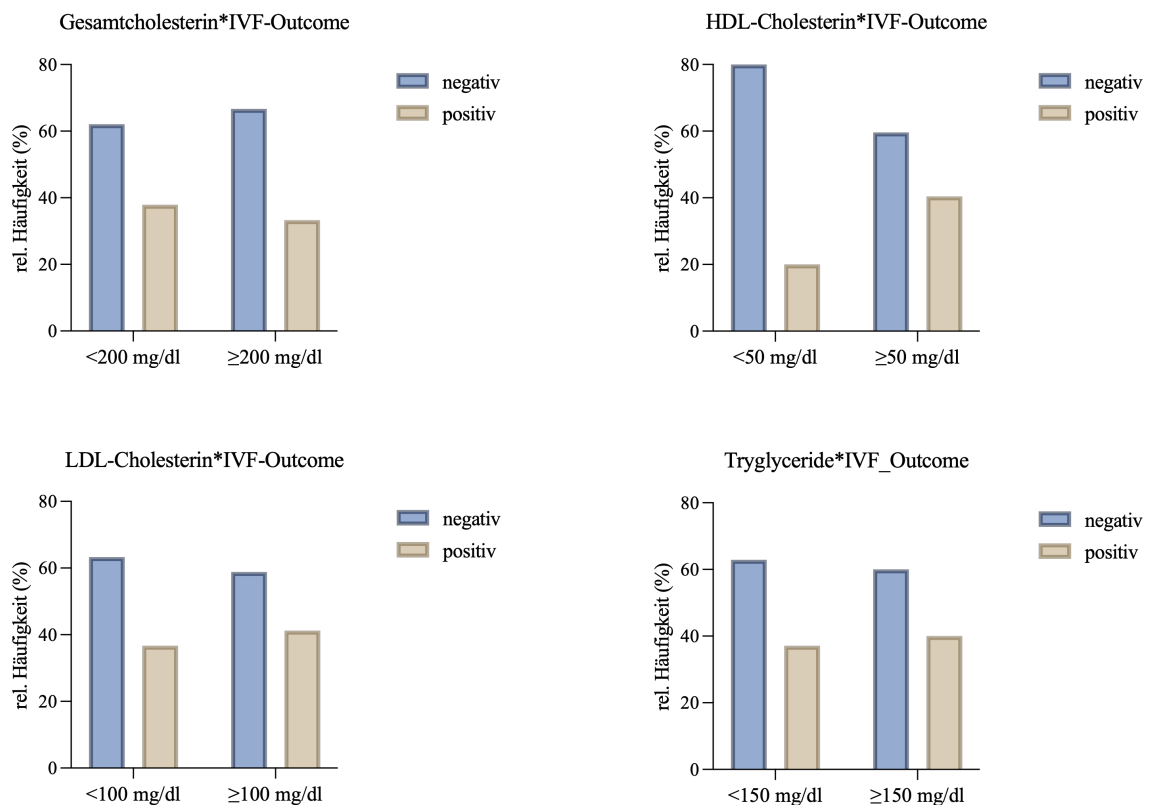 Gesamtcholesterin*IVF-Outcome
80
60
40
20
0
rel. Häufigkeit (%)
<200 mg/dl
≥200 mg/dl
negativ
positiv
HDL-Cholesterin*IVF-Outcome
80
60
40
20
0
rel. Häufigkeit (%)
<50 mg/dl
≥50 mg/dl
negativ
positiv
LDL-Cholesterin*IVF-Outcome
80
60
40
20
0
rel. Häufigkeit (%)
<100 mg/dl
≥100 mg/dl
negativ
positiv
Tryglyceride*IVF_Outcome
80
60
40
20
0
rel. Häufigkeit (%)
<150 mg/dl
≥150 mg/dl
negativ
positiv